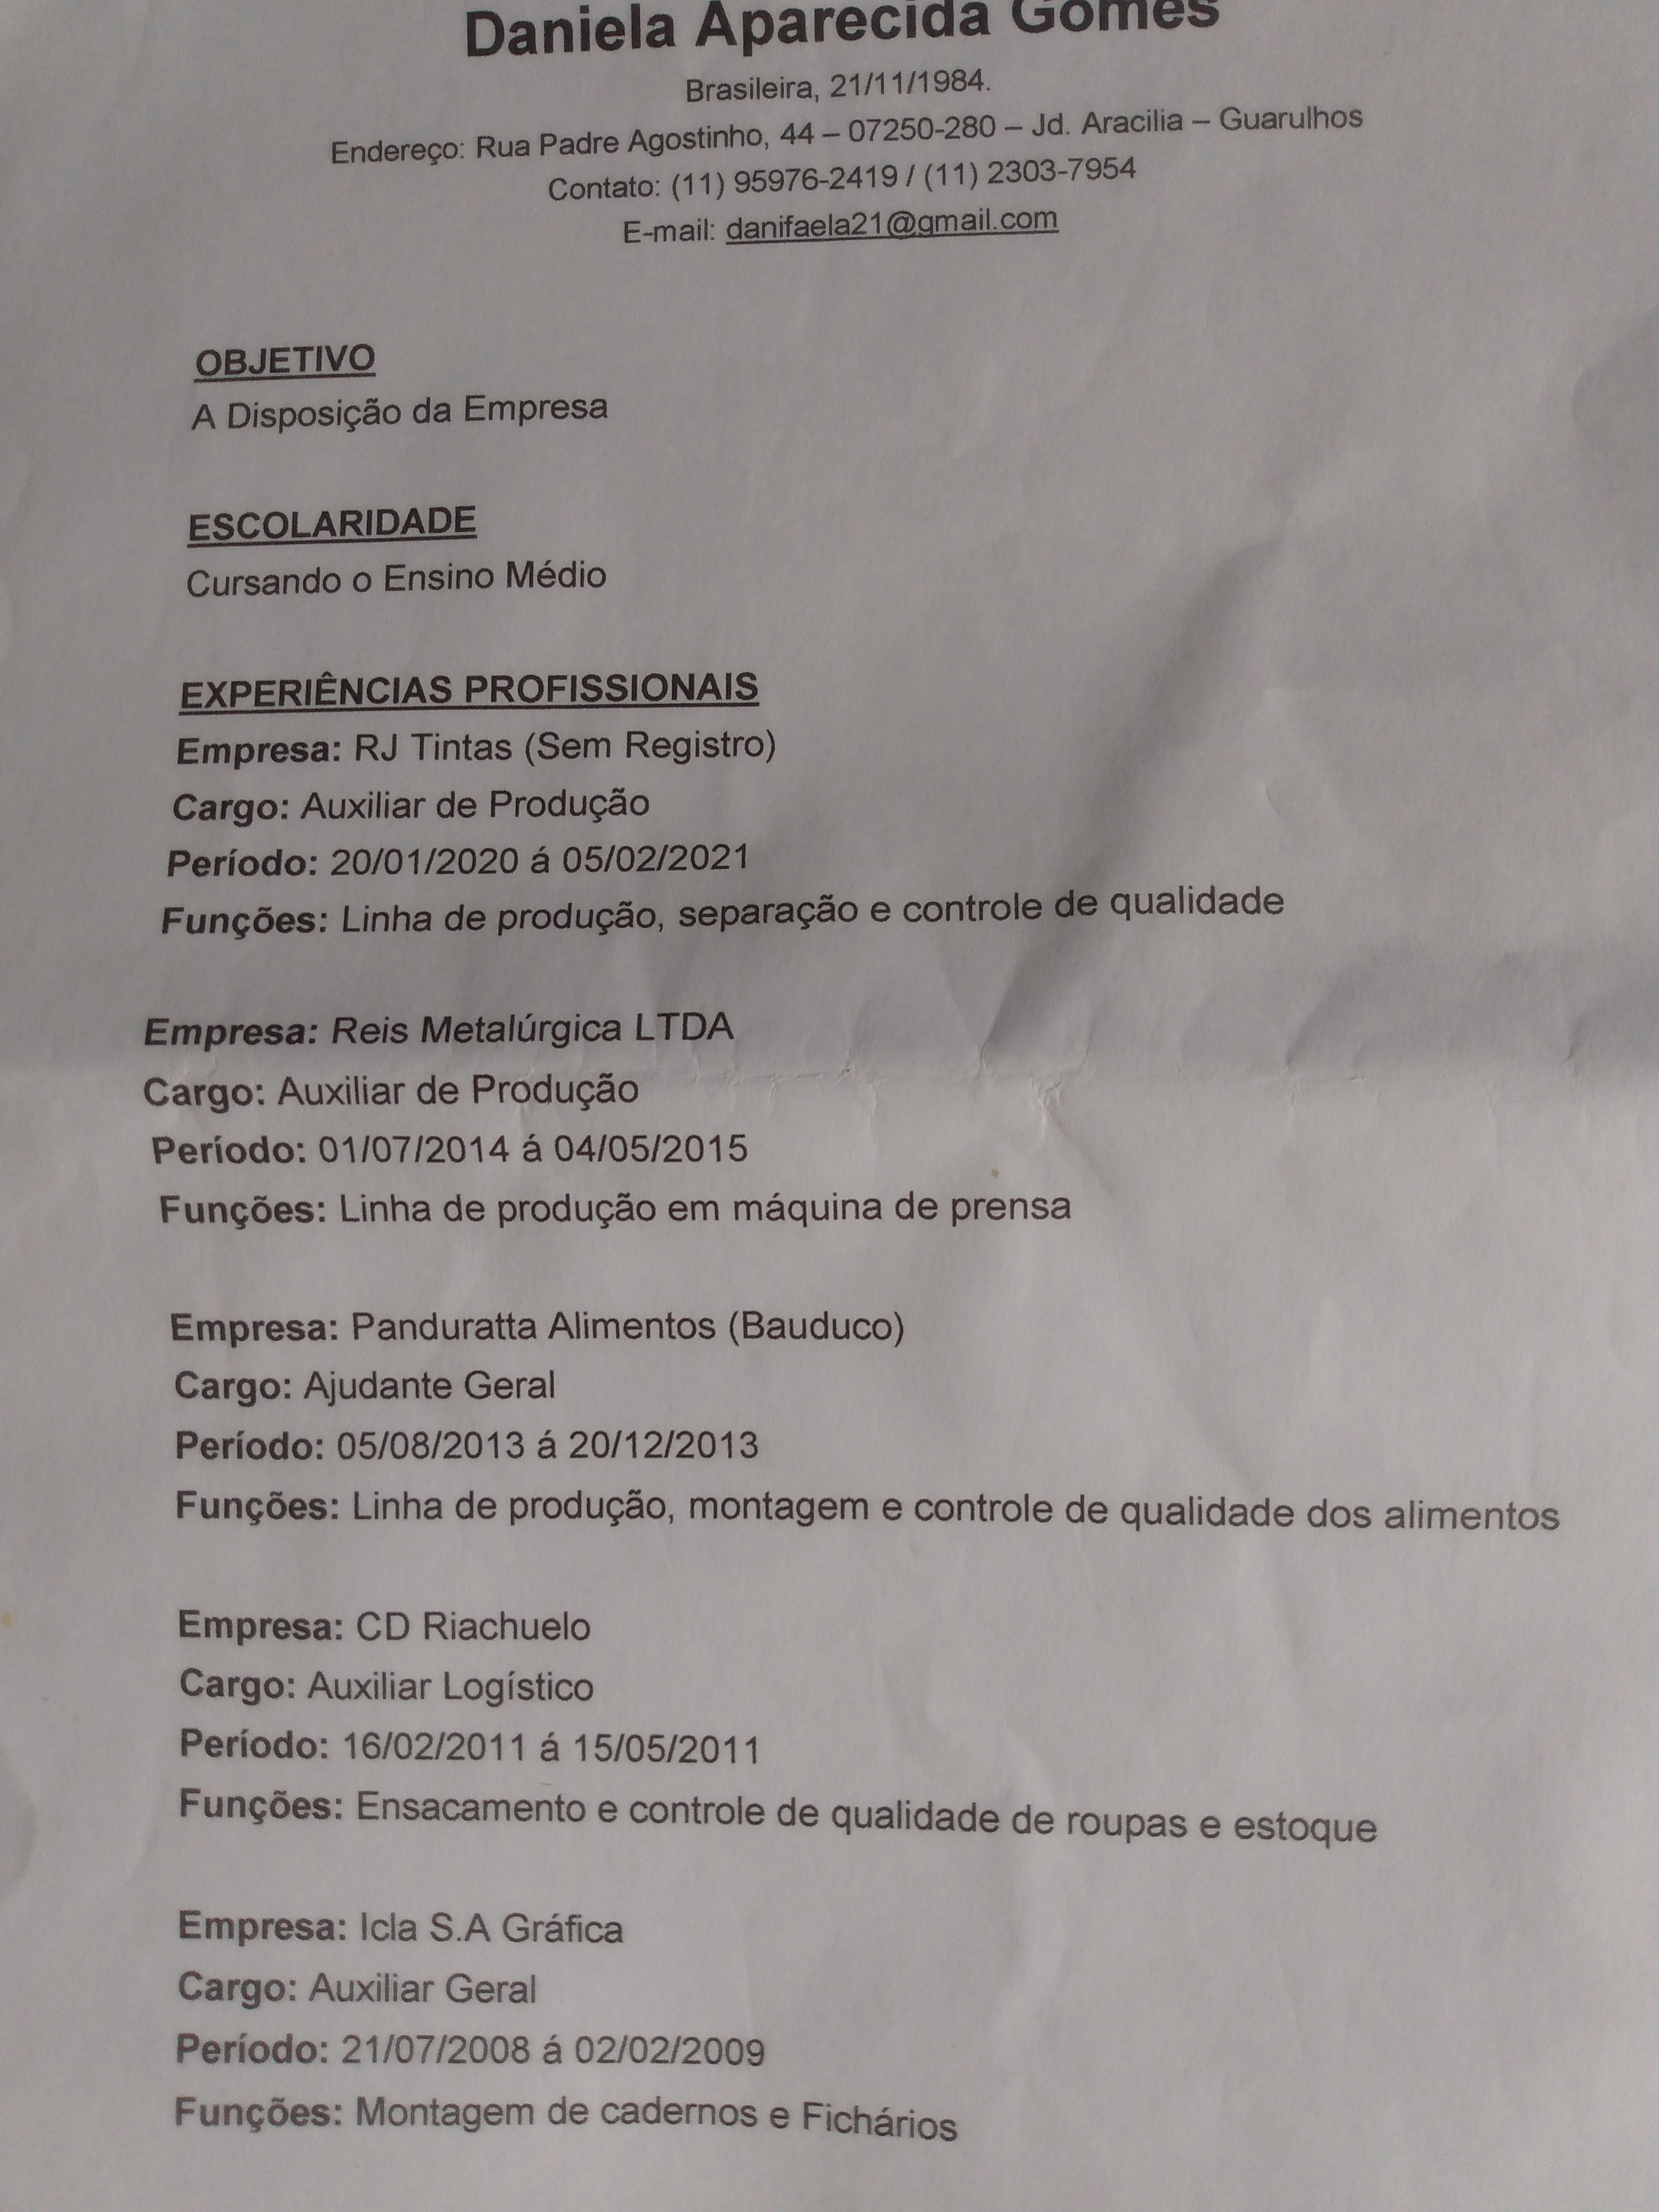 Daniela Aparecida Gomes
Brasileira, 21/11/1984.
Endereço: Rua Padre Agostinho, 44 – 07250-280 – Jd. Aracilia – Guarulhos
Contato: (11) 95976-2419 / (11) 2303-7954
E-mail: danifaela21@gmail.com
OBJETIVO
A Disposição da Empresa
ESCOLARIDADE
Cursando o Ensino Médio
EXPERIÊNCIAS PROFISSIONAIS
Empresa: RJ Tintas (Sem Registro)
Cargo: Auxiliar de Produção
Período: 20/01/2020 á 05/02/2021
Funções: Linha de produção, separação e controle de qualidade
Empresa: Reis Metalúrgica LTDA
Cargo: Auxiliar de Produção
Período: 01/07/2014 á 04/05/2015
Funções: Linha de produção em máquina de prensa
Empresa: Panduratta Alimentos (Bauduco)
Cargo: Ajudante Geral
Período: 05/08/2013 á 20/12/2013
Funções: Linha de produção, montagem e controle de qualidade dos alimentos
Empresa: CD Riachuelo
Cargo: Auxiliar Logístico
Período: 16/02/2011 á 15/05/2011
Funções: Ensacamento e controle de qualidade de roupas e estoque
Empresa: Icla S.A Gráfica
Cargo: Auxiliar Geral
Período: 21/07/2008 á 02/02/2009
Funções: Montagem de cadernos e Fichários